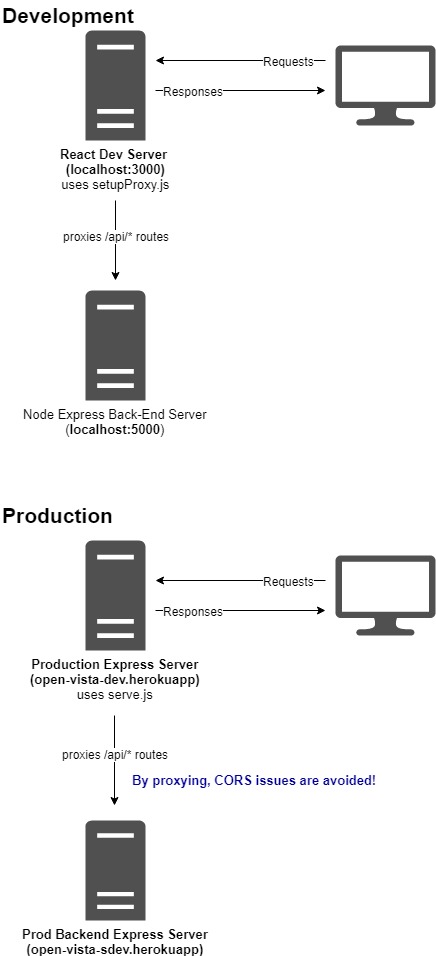 Development
Requests
Responses
React Dev Server
(localhost:3000)
uses setupProxy.js
proxies /api/* routes
Node Express Back-End Server
(localhost:5000)
Production
Requests
Responses
Production Express Server
(open-vista-dev.herokuapp)
uses serve.js
proxies /api/* routes
By proxying, CORS issues are avoided!
Prod Backend Express Server
(open-vista-sdev.herokuapp)